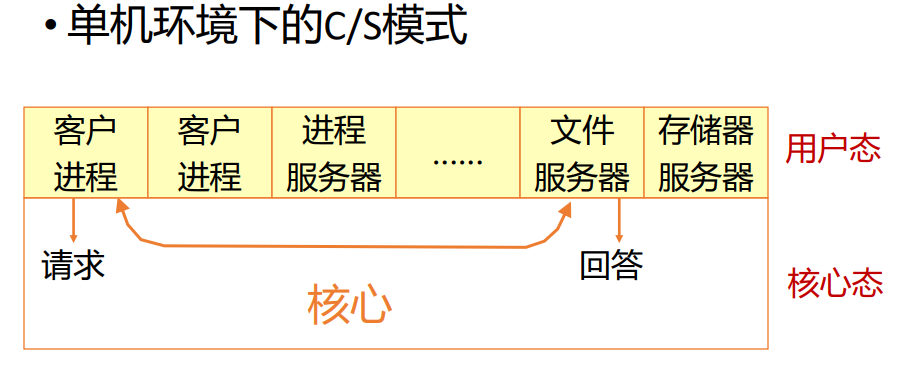 • 单机环境下的C/S模式
客户 客户 进程 文件 存储器
进程 进程 服务器 …… 服务器 服务器
用户态
请求 回答
核心
核心态